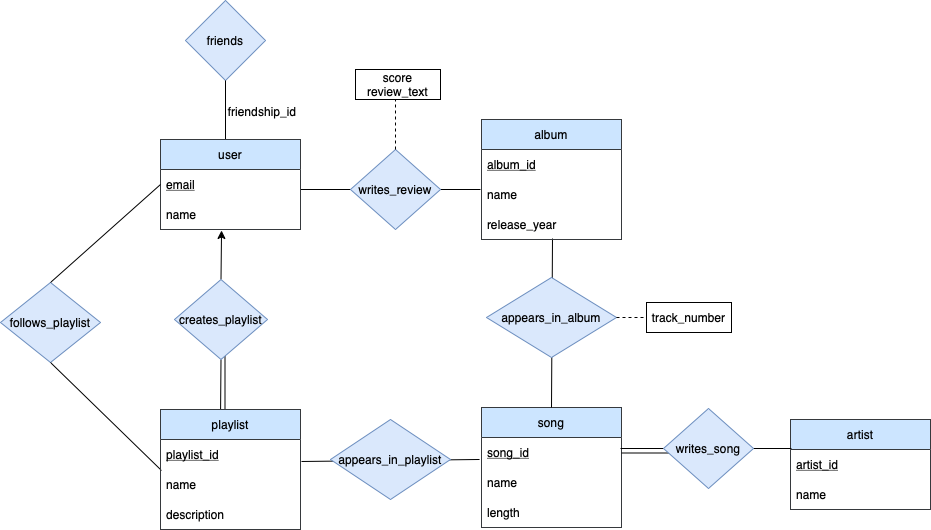 friends
friendship_id
score
review_text
user
email
name
writes_review
album
album_id
name
release_year
follows_playlist
creates_playlist
appears_in_album
track_number
playlist
playlist_id
name
description
appears_in_playlist
song
song_id
name
length
writes_song
artist
artist_id
name